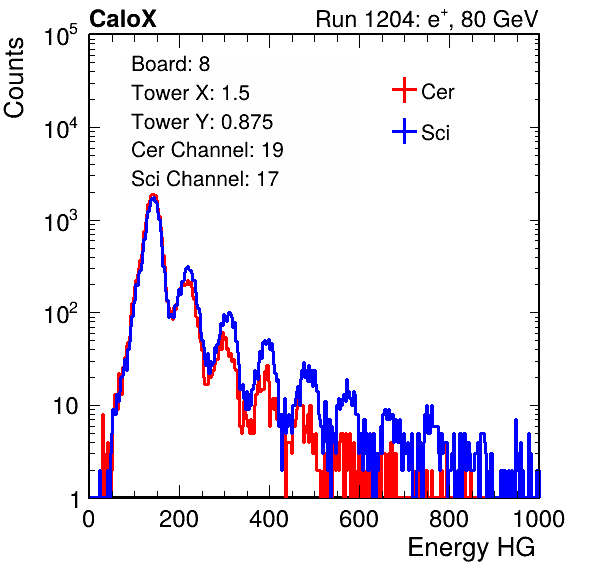 CaloX Run 1204: e⁺, 80 GeV
Counts
Board: 8
Tower X: 1.5
Tower Y: 0.875
Cer Channel: 19
Sci Channel: 17
Cer
Sci
10⁵
10⁴
10³
10²
10
1
0 200 400 600 800 1000
Energy HG